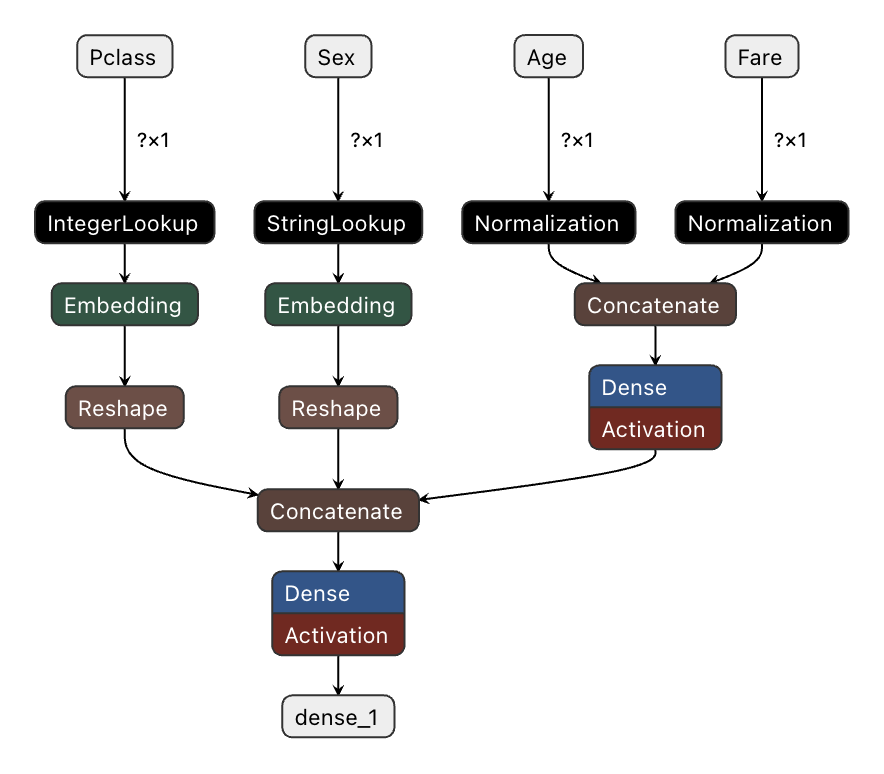 Pclass
Sex
Age
Fare
?×1
?×1
?×1
?×1
IntegerLookup
StringLookup
Normalization
Normalization
Embedding
Embedding
Concatenate
Reshape
Reshape
Dense
Activation
Concatenate
Dense
Activation
dense_1